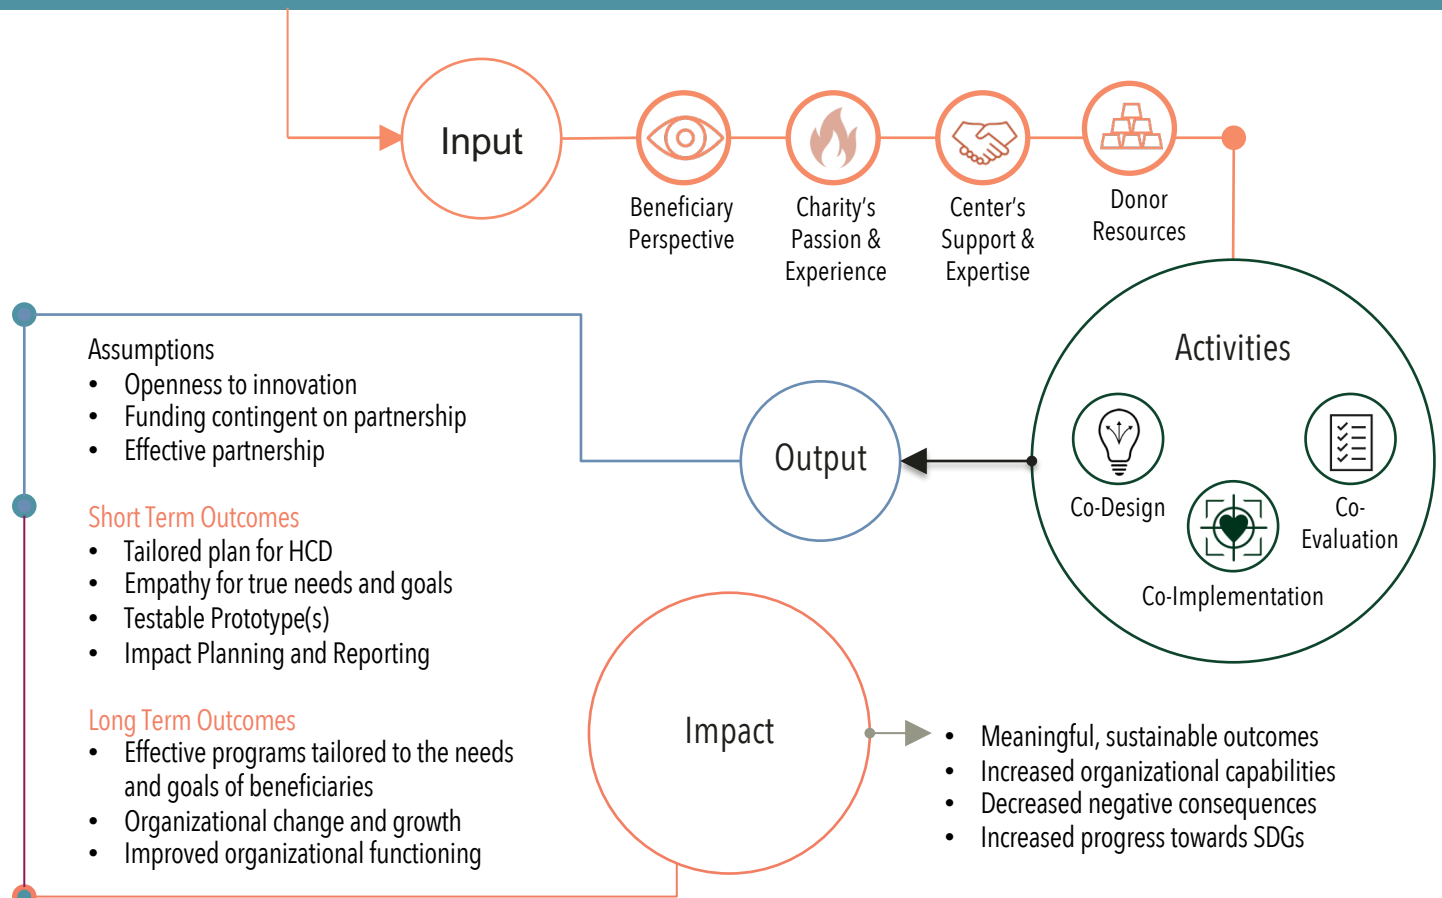 Input
Beneficiary
Perspective
Charity's
Passion &
Experience
Center's
Support &
Expertise
Donor
Resources
Activities
Co-Design
Co-Implementation
Co-
Evaluation
Output
Assumptions
• Openness to innovation
• Funding contingent on partnership
• Effective partnership
Short Term Outcomes
• Tailored plan for HCD
• Empathy for true needs and goals
• Testable Prototype(s)
• Impact Planning and Reporting
Long Term Outcomes
• Effective programs tailored to the needs
and goals of beneficiaries
• Organizational change and growth
• Improved organizational functioning
Impact
• Meaningful, sustainable outcomes
• Increased organizational capabilities
• Decreased negative consequences
• Increased progress towards SDGs